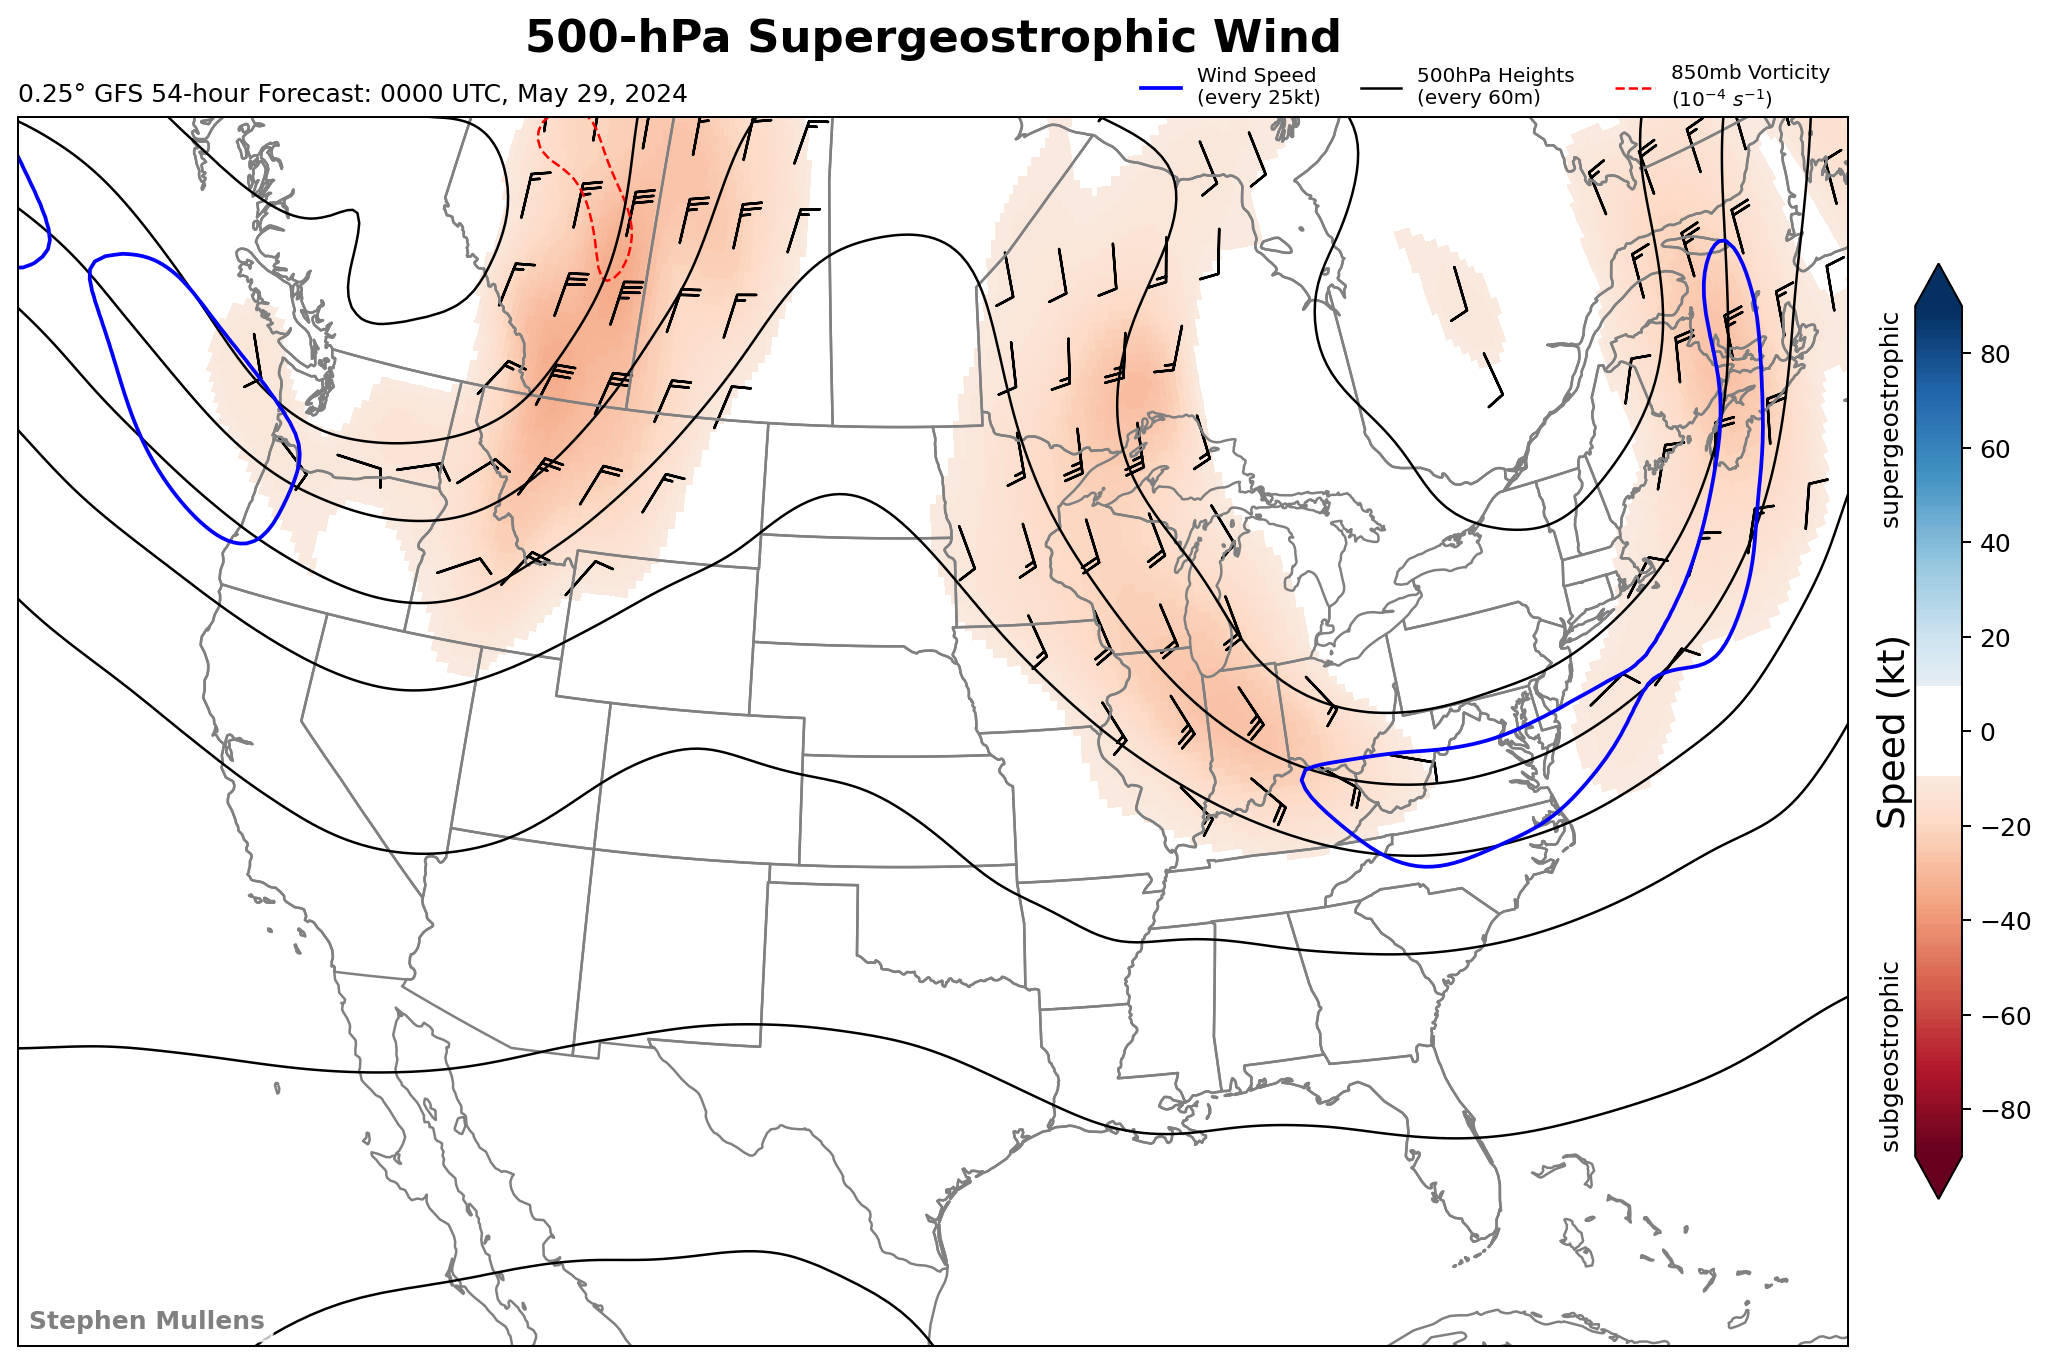 500-hPa Supergeostrophic Wind
0.25° GFS 54-hour Forecast: 0000 UTC, May 29, 2024
Wind Speed
(every 25kt)
500hPa Heights
(every 60m)
850mb Vorticity
(10⁻⁴ s⁻¹)
supergeostrophic
Speed (kt)
subgeostrophic
80
60
40
20
0
−20
−40
−60
−80
Stephen Mullens